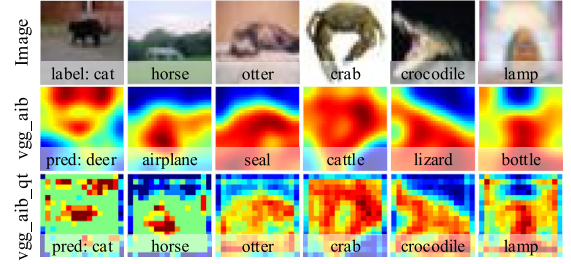 Image
label: cat horse otter crab crocodile lamp
vgg_aib
pred: deer airplane seal cattle lizard bottle
vgg_aib_qt
pred: cat horse otter crab crocodile lamp